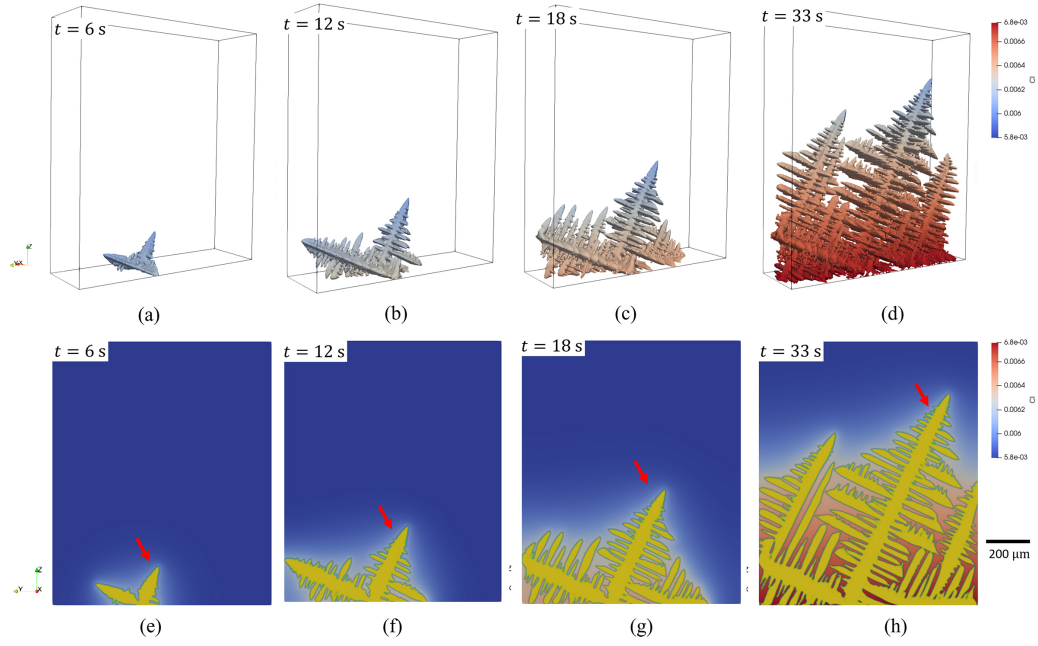 t = 6 s
t = 12 s
t = 18 s
t = 33 s
6.8e-03
0.0066
0.0064
0.0062
0.006
5.8e-03
Cl
Z
Y X
(a)
(b)
(c)
(d)
t = 6 s
t = 12 s
t = 18 s
t = 33 s
6.8e-03
0.0066
0.0064
0.0062
0.006
5.8e-03
Cl
200 μm
Z
Y
X
(e)
(f)
(g)
(h)